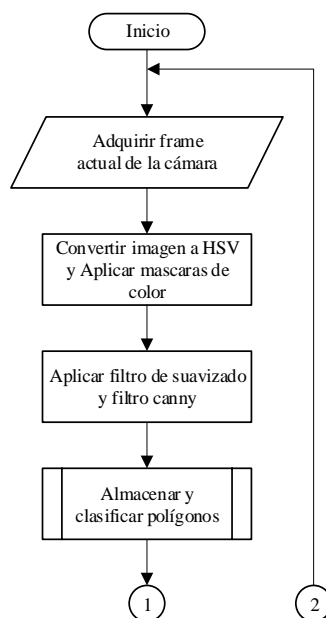 Inicio
Adquirir frame
actual de la cámara
Convertir imagen a HSV
y Aplicar mascaras de
color
Aplicar filtro de suavizado
y filtro canny
Almacenar y
clasificar polígonos
1
2